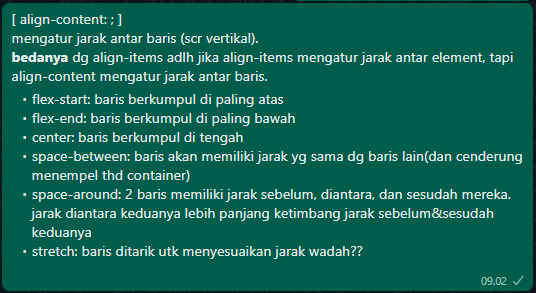 [ align-content: ; ]
mengatur jarak antar baris (scr vertikal).
bedanya dg align-items adlh jika align-items mengatur jarak antar element, tapi
align-content mengatur jarak antar baris.
• flex-start: baris berkumpul di paling atas
• flex-end: baris berkumpul di paling bawah
• center: baris berkumpul di tengah
• space-between: baris akan memiliki jarak yg sama dg baris lain(dan cenderung
menempel thd container)
• space-around: 2 baris memiliki jarak sebelum, diantara, dan sesudah mereka.
jarak diantara keduanya lebih panjang ketimbang jarak sebelum&sesudah
keduanya
• stretch: baris ditarik utk menyesuaikan jarak wadah??
09.02